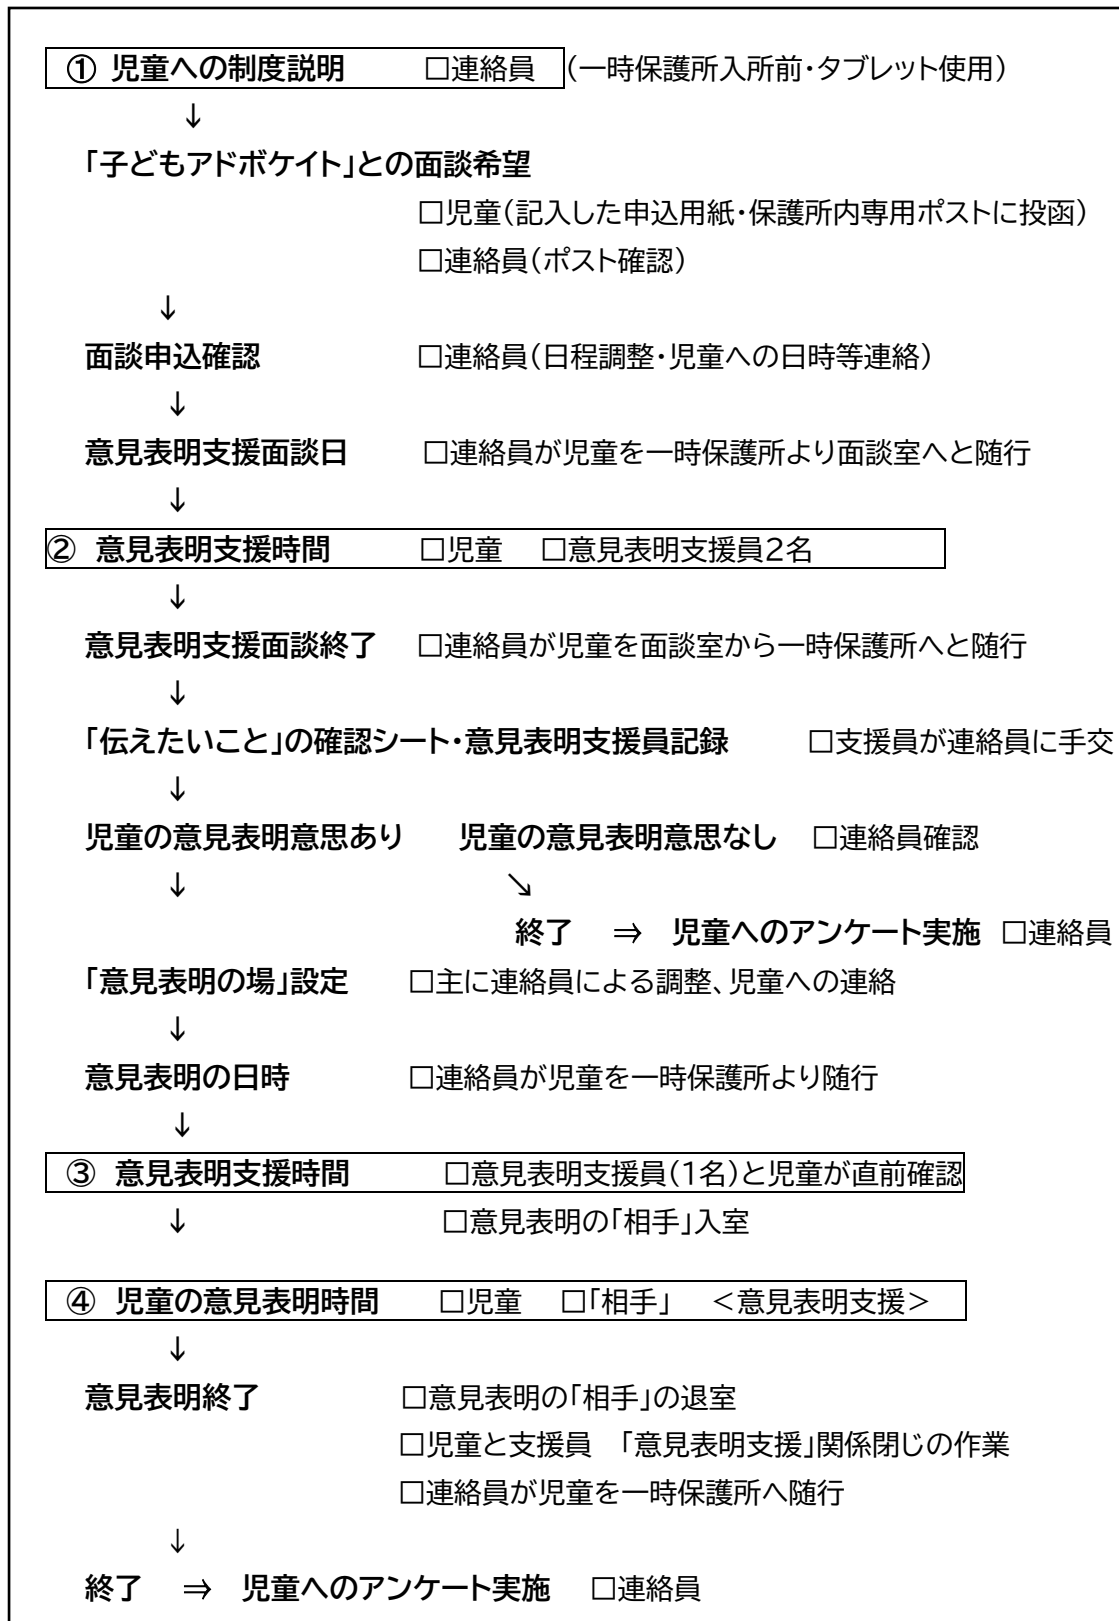 ① 児童への制度説明　□連絡員　(一時保護所入所前・タブレット使用)
↓
「子どもアドボケイト」との面談希望
□児童(記入した申込用紙・保護所内専用ポストに投函)
□連絡員(ポスト確認)
↓
面談申込確認　□連絡員(日程調整・児童への日時等連絡)
↓
意見表明支援面談日　□連絡員が児童を一時保護所より面談室へと随行
↓
② 意見表明支援時間　□児童　□意見表明支援員2名
↓
意見表明支援面談終了　□連絡員が児童を面談室から一時保護所へと随行
↓
「伝えたいこと」の確認シート・意見表明支援員記録　□支援員が連絡員に手交
↓
児童の意見表明意思あり　児童の意見表明意思なし　□連絡員確認
↓　↘
終了　⇒　児童へのアンケート実施　□連絡員
「意見表明の場」設定　□主に連絡員による調整、児童への連絡
↓
意見表明の日時　□連絡員が児童を一時保護所より随行
↓
③ 意見表明支援時間　□意見表明支援員(1名)と児童が直前確認
↓　□意見表明の「相手」入室
④ 児童の意見表明時間　□児童　□「相手」　<意見表明支援>
↓
意見表明終了　□意見表明の「相手」の退室
□児童と支援員　「意見表明支援」関係閉じの作業
□連絡員が児童を一時保護所へ随行
↓
終了　⇒　児童へのアンケート実施　□連絡員